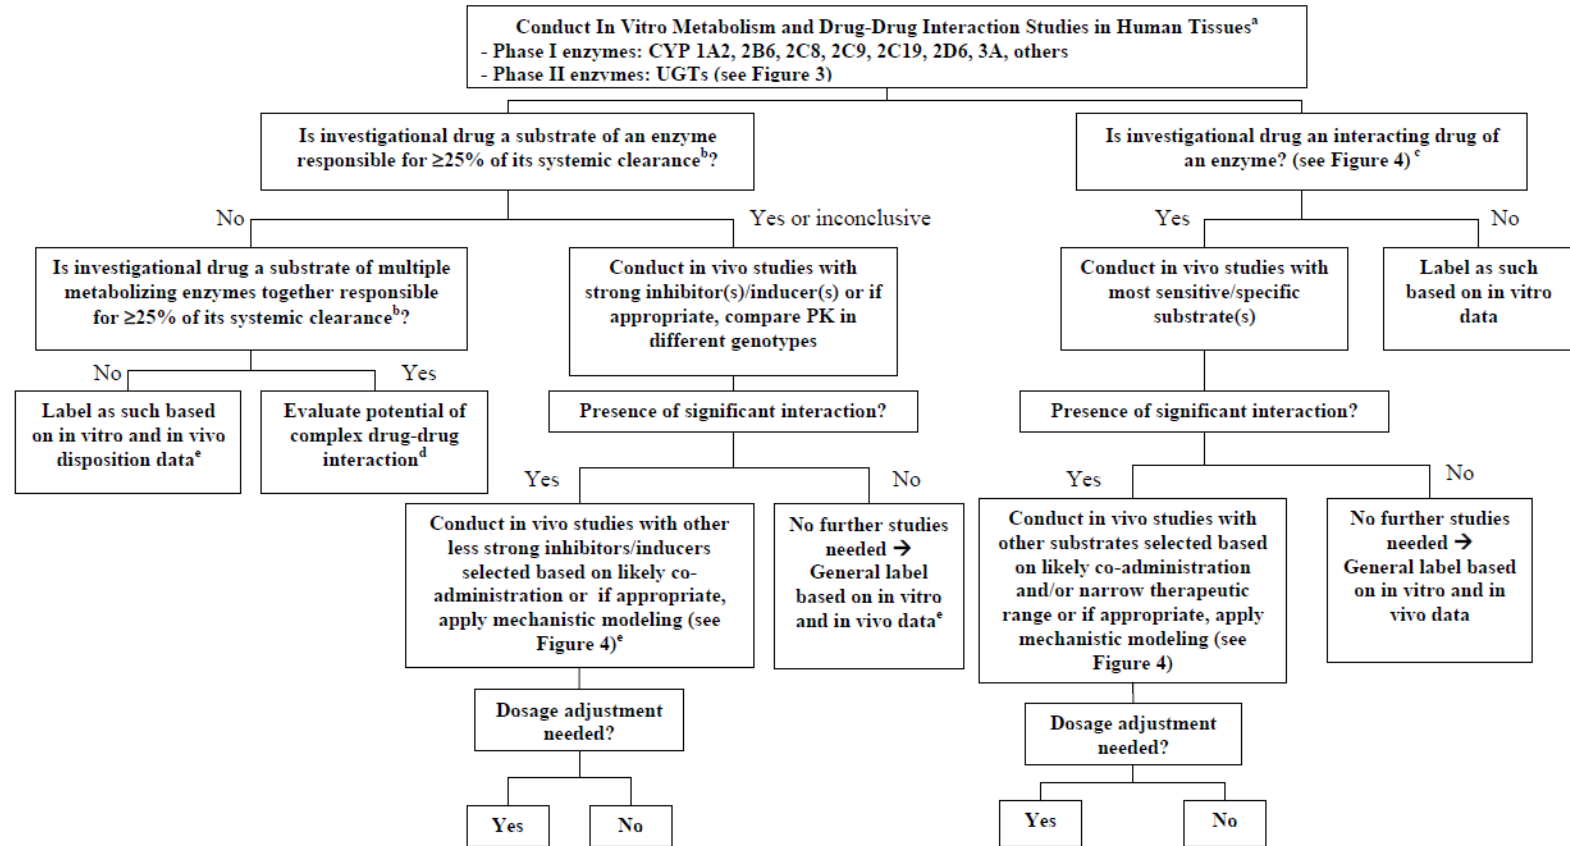 Conduct In Vitro Metabolism and Drug-Drug Interaction Studies in Human Tissuesa
- Phase I enzymes: CYP 1A2, 2B6, 2C8, 2C9, 2C19, 2D6, 3A, others
- Phase II enzymes: UGTs (see Figure 3)
Is investigational drug a substrate of an enzyme
responsible for ≥25% of its systemic clearanceb?
Is investigational drug an interacting drug of
an enzyme? (see Figure 4) c
No
Yes or inconclusive
Yes
No
Is investigational drug a substrate of multiple
metabolizing enzymes together responsible
for ≥25% of its systemic clearanceb?
Conduct in vivo studies with
strong inhibitor(s)/inducer(s) or if
appropriate, compare PK in
different genotypes
Conduct in vivo studies with
most sensitive/specific
substrate(s)
Label as such
based on in vitro
data
No
Yes
Label as such based
on in vitro and in vivo
disposition datae
Evaluate potential of
complex drug-drug
interactiond
Presence of significant interaction?
Presence of significant interaction?
Yes
No
Yes
No
Conduct in vivo studies with other
less strong inhibitors/inducers
selected based on likely co-
administration or if appropriate,
apply mechanistic modeling (see
Figure 4)e
No further studies
needed →
General label
based on in vitro
and in vivo datae
Conduct in vivo studies with
other substrates selected based
on likely co-administration
and/or narrow therapeutic
range or if appropriate, apply
mechanistic modeling (see
Figure 4)
No further studies
needed →
General label based
on in vitro and in
vivo data
Dosage adjustment
needed?
Dosage adjustment
needed?
Yes
No
Yes
No